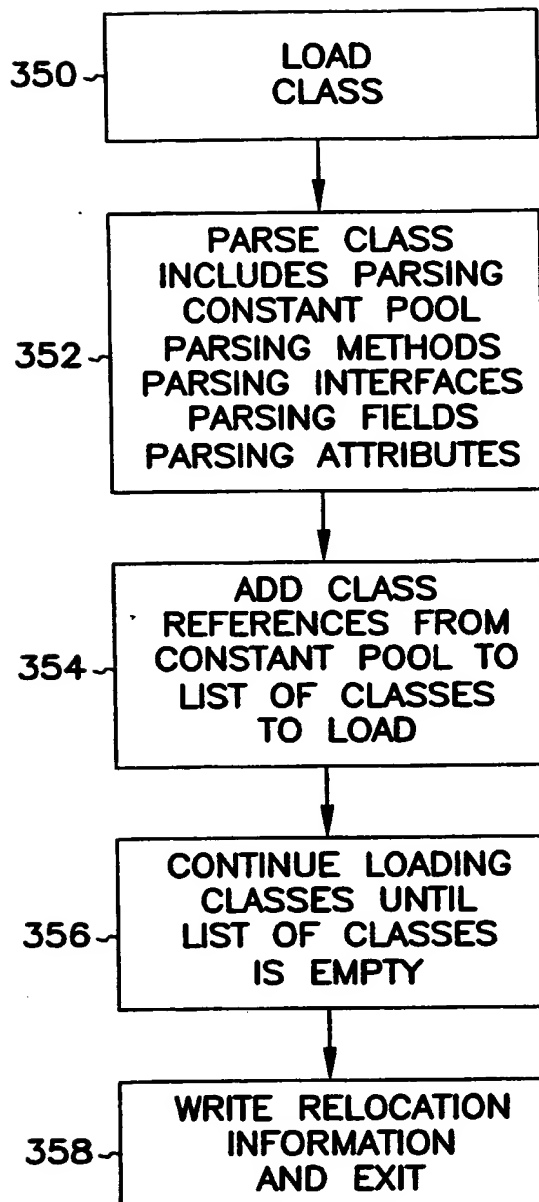 350
LOAD
CLASS
352
PARSE CLASS
INCLUDES PARSING
CONSTANT POOL
PARSING METHODS
PARSING INTERFACES
PARSING FIELDS
PARSING ATTRIBUTES
354
ADD CLASS
REFERENCES FROM
CONSTANT POOL TO
LIST OF CLASSES
TO LOAD
356
CONTINUE LOADING
CLASSES UNTIL
LIST OF CLASSES
IS EMPTY
358
WRITE RELOCATION
INFORMATION
AND EXIT